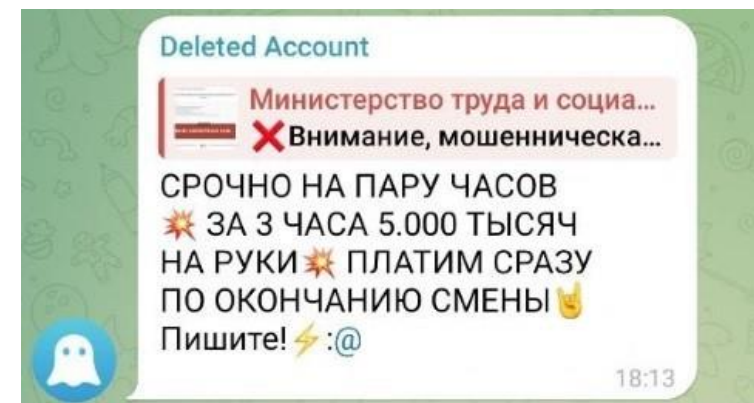 Deleted Account
Министерство труда и социа...
❌Внимание, мошенническа...
СРОЧНО НА ПАРУ ЧАСОВ
💥 ЗА 3 ЧАСА 5.000 ТЫСЯЧ
НА РУКИ💥 ПЛАТИМ СРАЗУ
ПО ОКОНЧАНИЮ СМЕНЫ🤘
Пишите!⚡:@
18:13